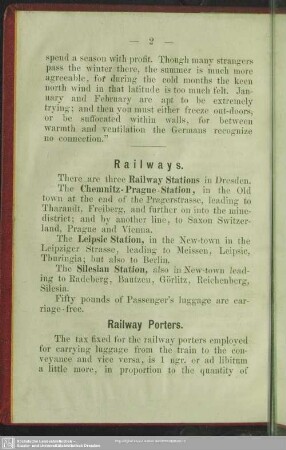 — 2 —
spend a season with profit. Though many strangers
pass the winter there, the summer is much more
agreeable, for during the cold months the keen
north wind in that latitude is too much felt. Jan-
uary and February are apt to be extremely
trying; and then you must either freeze out-doors,
or be suffocated within walls, for between
warmth and ventilation the Germans recognize
no connection."
Railways.
There are three Railway Stations in Dresden.
The Chemnitz-Prague Station, in the Old
town at the end of the Pragerstrasse, leading to
Tharandt, Freiberg, and further on into the mine-
district; and by another line, to Saxon Switzer-
land, Prague and Vienna.
The Leipsic Station, in the New-town in the
Leipziger Strasse, leading to Meissen, Leipsic,
Thuringia; but also to Berlin.
The Silesian Station, also in New-town lead-
ing to Radeberg, Bautzen, Görlitz, Reichenberg,
Silesia.
Fifty pounds of Passenger's luggage are car-
riage-free.
Railway Porters.
The tax fixed for the railway porters employed
for carrying luggage from the train to the con-
veyance and vice versa, is 1 ngr. or ad libitum
a little more, in proportion to the quantity of